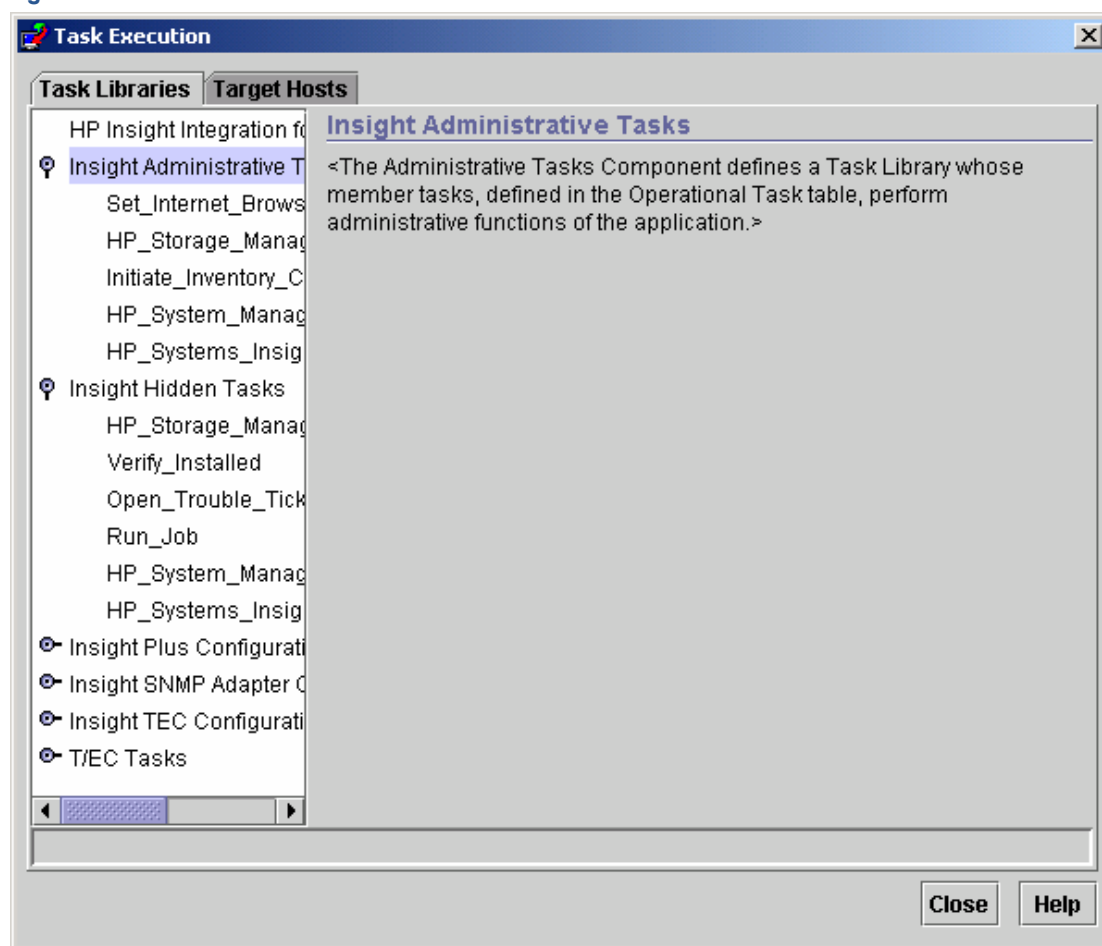 Task Execution
Task Libraries
Target Hosts
HP Insight Integration fo
Insight Administrative T
Set_Internet_Brows
HP_Storage_Manag
Initiate_Inventory_C
HP_System_Manag
HP_Systems_Insig
Insight Hidden Tasks
HP_Storage_Manag
Verify_Installed
Open_Trouble_Tick
Run_Job
HP_System_Manag
HP_Systems_Insig
Insight Plus Configurati
Insight SNMP Adapter C
Insight TEC Configurati
T/EC Tasks
Insight Administrative Tasks
<The Administrative Tasks Component defines a Task Library whose
member tasks, defined in the Operational Task table, perform
administrative functions of the application.>
Close
Help